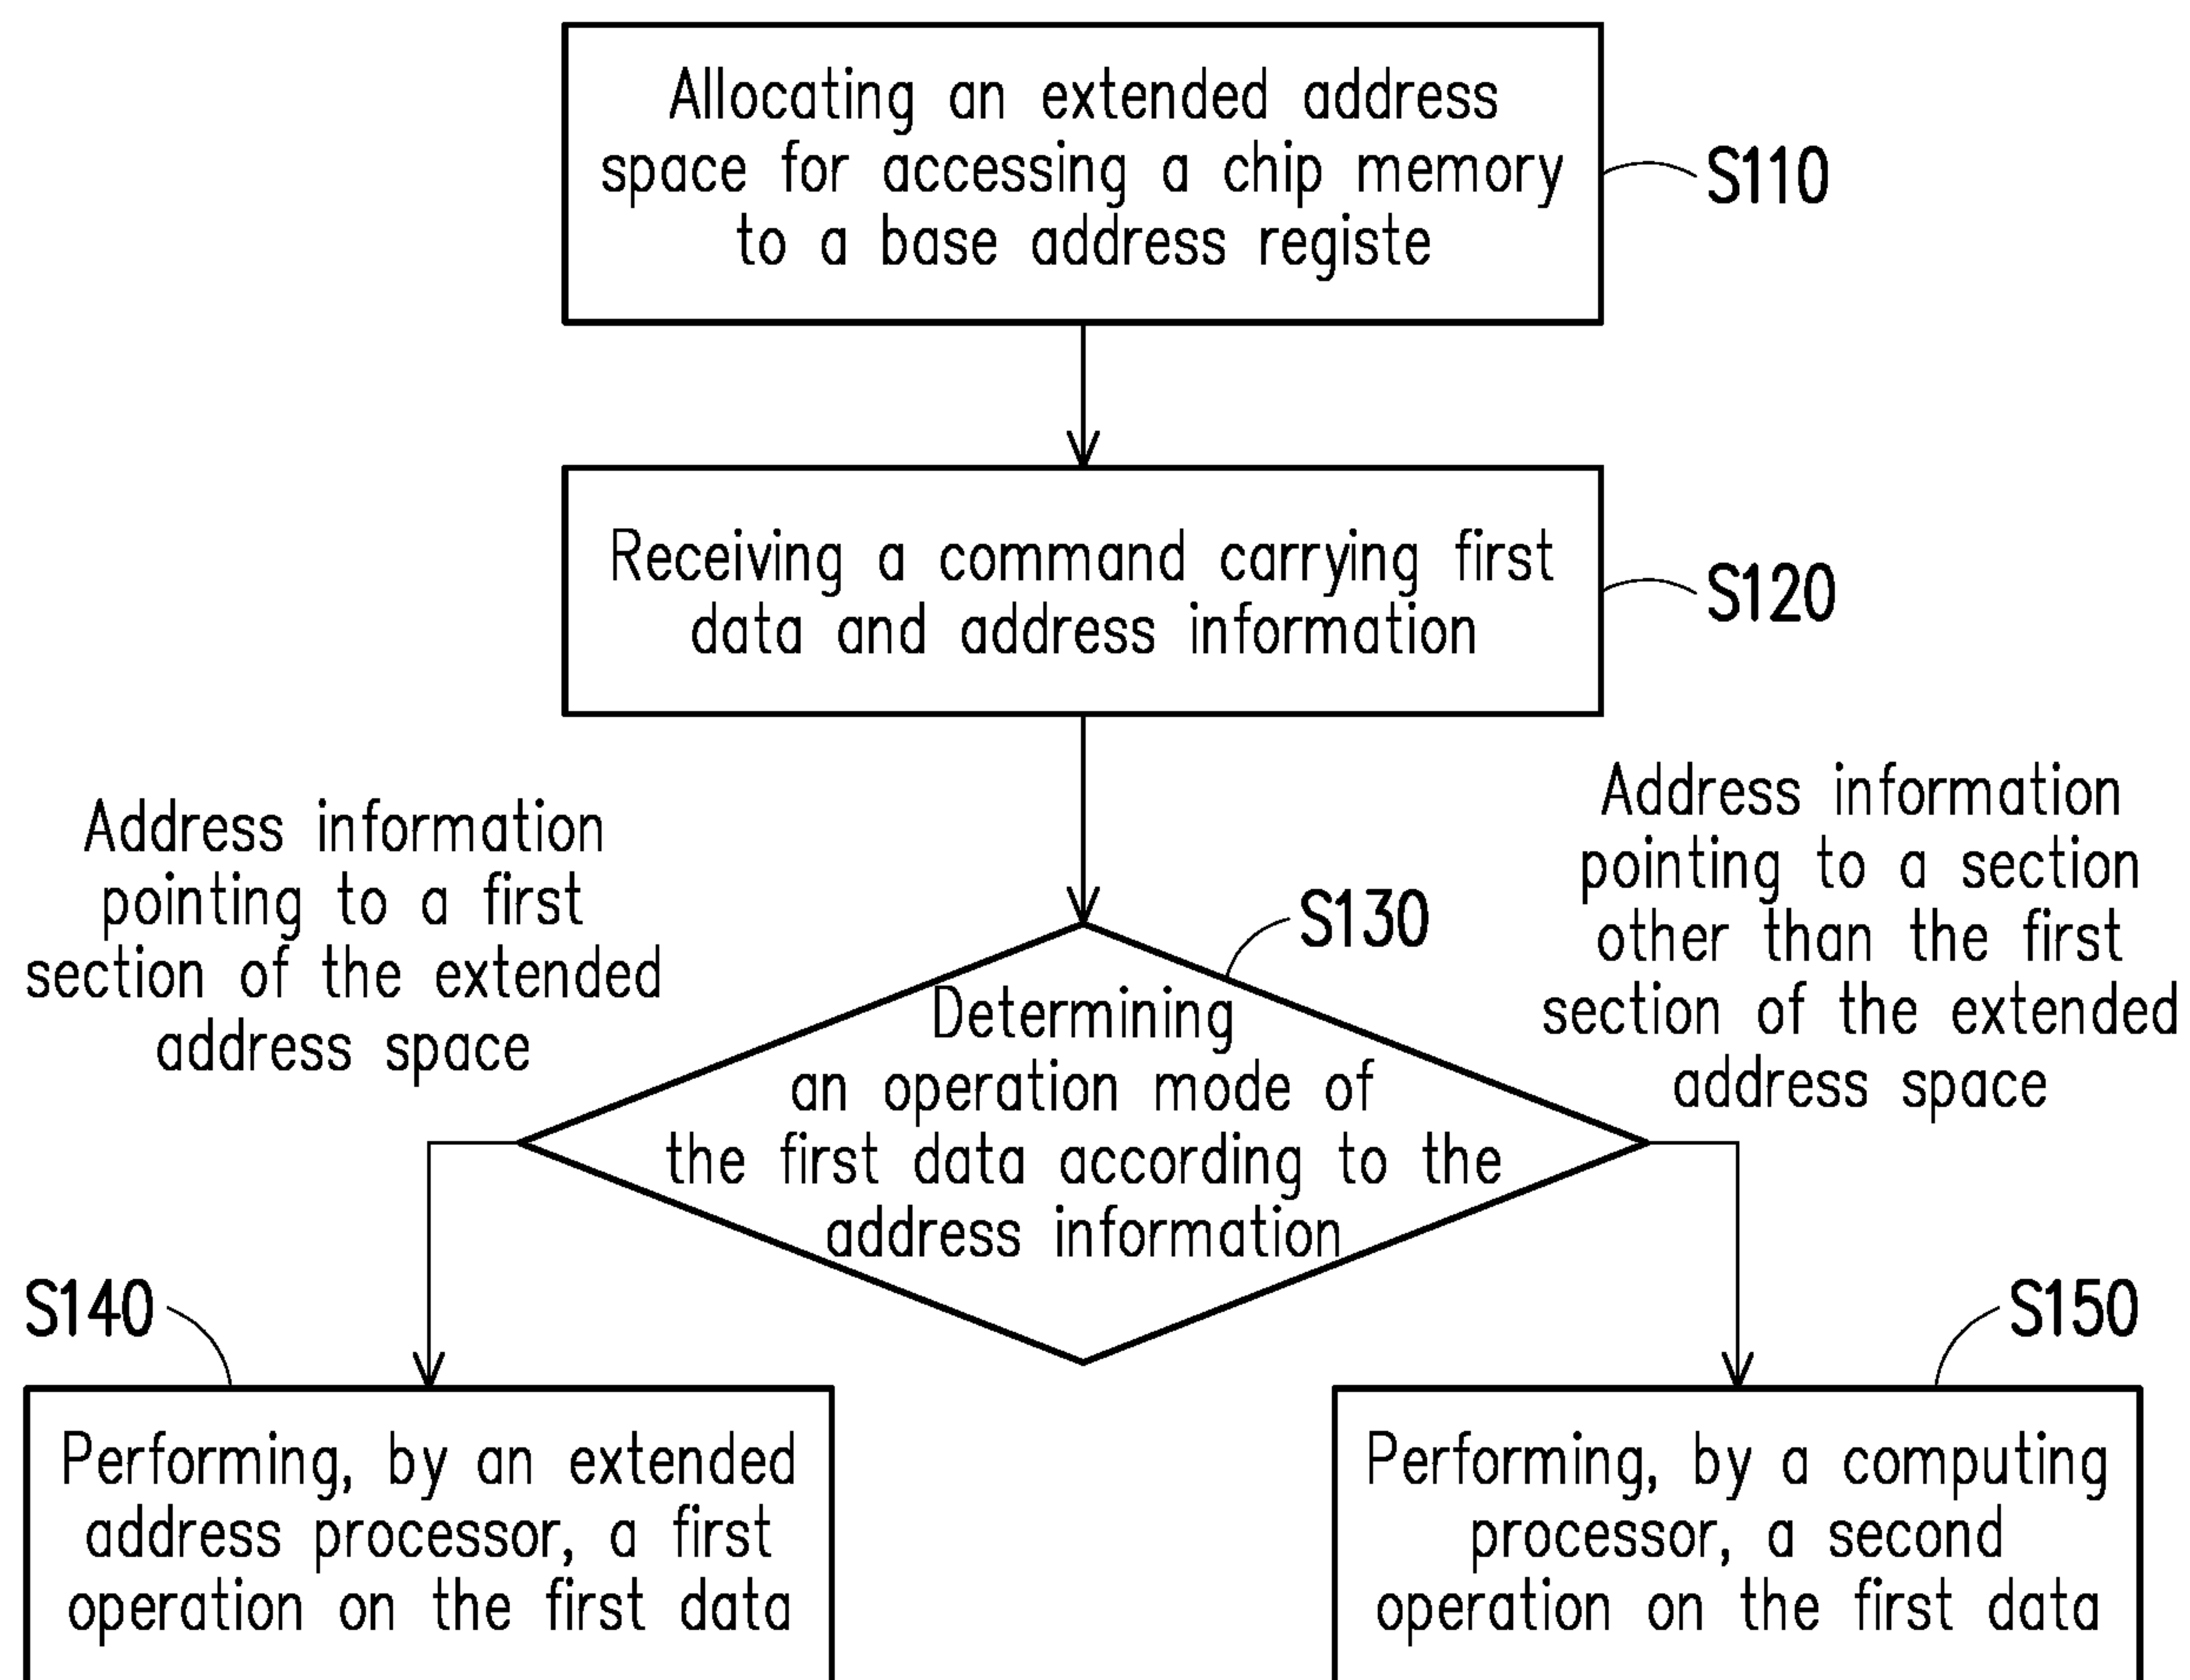 Allocating an extended address
space for accessing a chip memory
to a base address registe
S110
Receiving a command carrying first
data and address information
S120
Address information
pointing to a first
section of the extended
address space
Address information
pointing to a section
other than the first
section of the extended
address space
S130
Determining
an operation mode of
the first data according to the
address information
S140
Performing, by an extended
address processor, a first
operation on the first data
S150
Performing, by a computing
processor, a second
operation on the first data